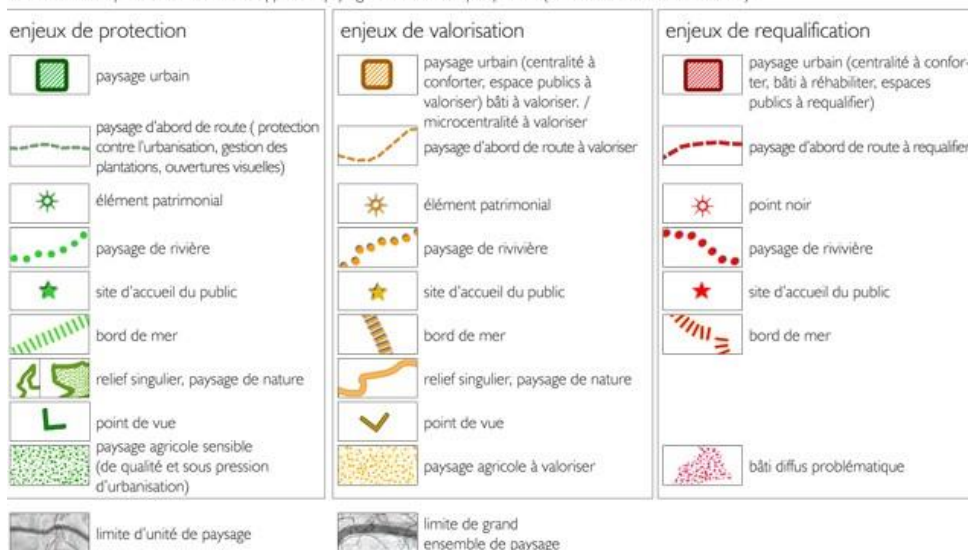 enjeux de protection
paysage urbain
paysage d'abord de route ( protection
contre l'urbanisation, gestion des
plantations, ouvertures visuelles)
élément patrimonial
paysage de rivière
site d'accueil du public
bord de mer
relief singulier, paysage de nature
point de vue
paysage agricole sensible
(de qualité et sous pression
d'urbanisation)
enjeux de valorisation
paysage urbain (centralité à
conforter, espace publics à
valoriser) bâti à valoriser. /
microcentralité à valoriser
paysage d'abord de route à valoriser
élément patrimonial
paysage de rivivière
site d'accueil du public
bord de mer
relief singulier, paysage de nature
point de vue
paysage agricole à valoriser
enjeux de requalification
paysage urbain (centralité à confor-
ter, bâti à réhabiliter, espaces
publics à requalifier)
paysage d'abord de route à requalifier
point noir
paysage de rivivière
site d'accueil du public
bord de mer
bâti diffus problématique
limite d'unité de paysage
limite de grand
ensemble de paysage